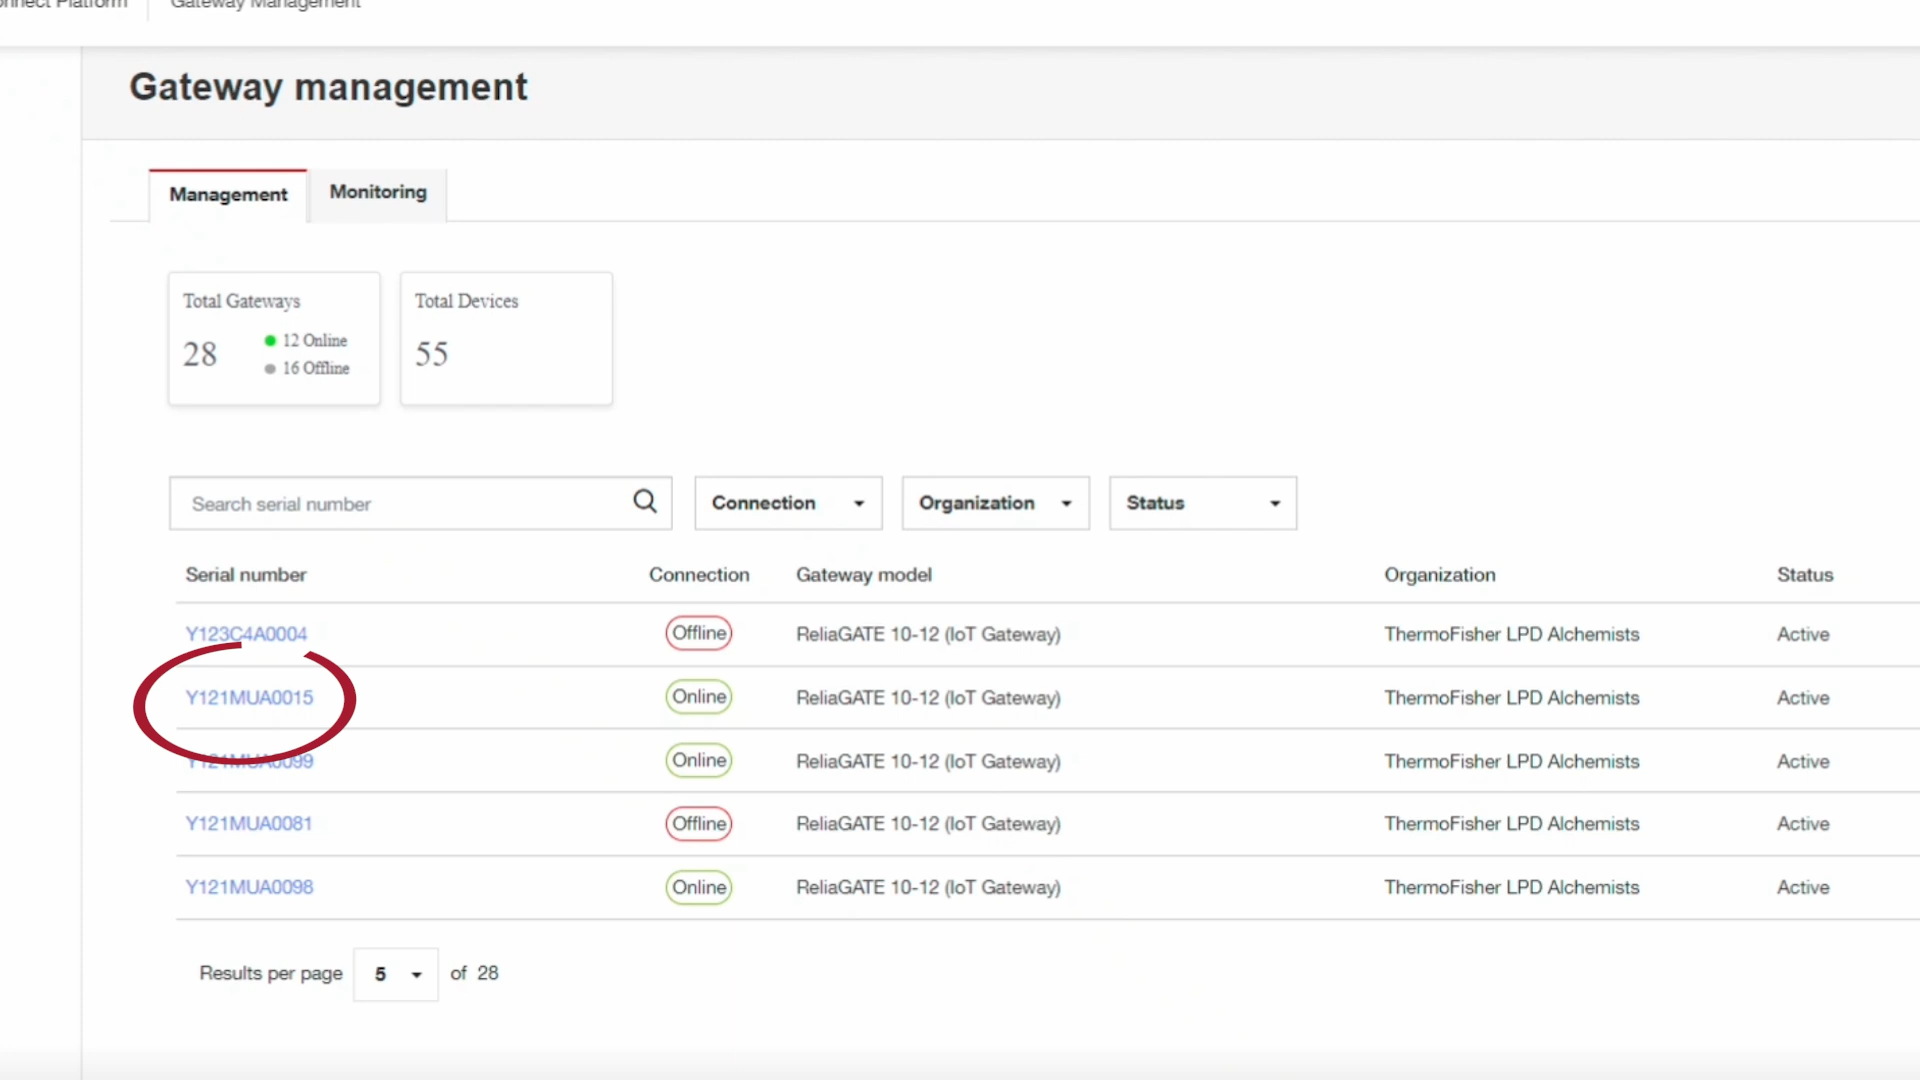 Platform Gateway Management
Gateway management
Management Monitoring
Total Gateways
28
12 Online
16 Offline
Total Devices
55
Search serial number Connection Organization Status
Serial number Connection Gateway model Organization Status
Y123C4A0004 Offline ReliaGATE 10-12 (IoT Gateway) ThermoFisher LPD Alchemists Active
Y121MUA0015 Online ReliaGATE 10-12 (IoT Gateway) ThermoFisher LPD Alchemists Active
Y121MUA0099 Online ReliaGATE 10-12 (IoT Gateway) ThermoFisher LPD Alchemists Active
Y121MUA0081 Offline ReliaGATE 10-12 (IoT Gateway) ThermoFisher LPD Alchemists Active
Y121MUA0098 Online ReliaGATE 10-12 (IoT Gateway) ThermoFisher LPD Alchemists Active
Results per page 5 of 28